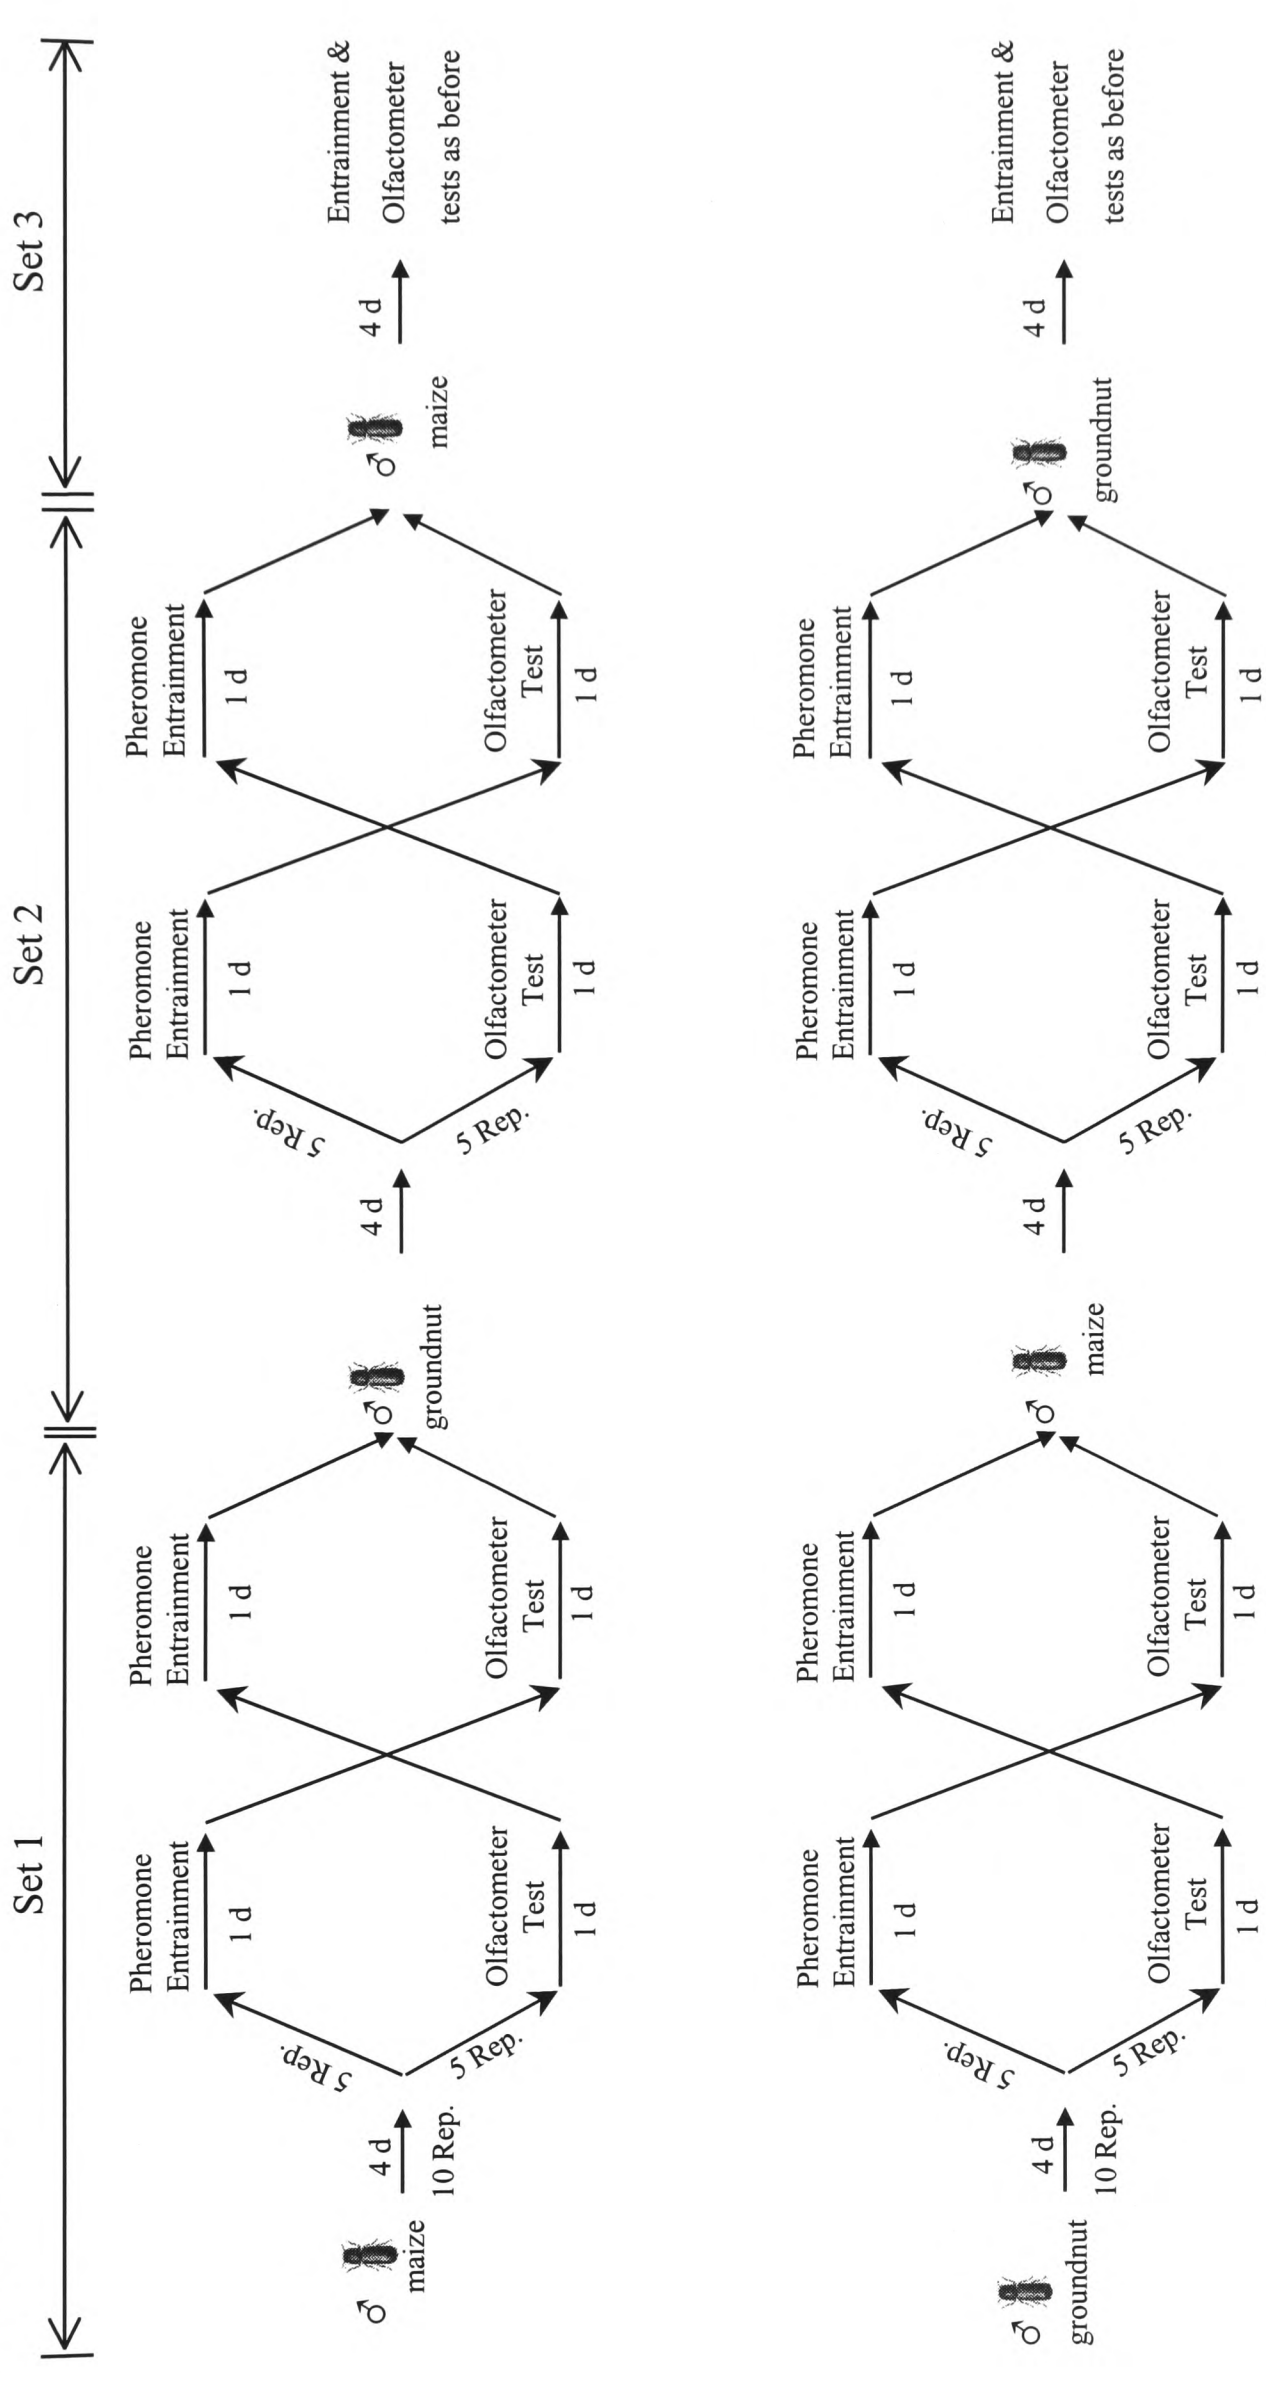 Set 1
Set 2
Set 3
♂
maize
4 d
10 Rep.
5 Rep.
5 Rep.
Pheromone
Entrainment
1 d
Olfactometer
Test
1 d
Pheromone
Entrainment
1 d
Olfactometer
Test
1 d
♂
groundnut
4 d
5 Rep.
5 Rep.
Pheromone
Entrainment
1 d
Olfactometer
Test
1 d
Pheromone
Entrainment
1 d
Olfactometer
Test
1 d
♂
maize
4 d
Entrainment &
Olfactometer
tests as before
♂
groundnut
4 d
10 Rep.
5 Rep.
5 Rep.
Pheromone
Entrainment
1 d
Olfactometer
Test
1 d
Pheromone
Entrainment
1 d
Olfactometer
Test
1 d
♂
maize
4 d
5 Rep.
5 Rep.
Pheromone
Entrainment
1 d
Olfactometer
Test
1 d
Pheromone
Entrainment
1 d
Olfactometer
Test
1 d
♂
groundnut
4 d
Entrainment &
Olfactometer
tests as before